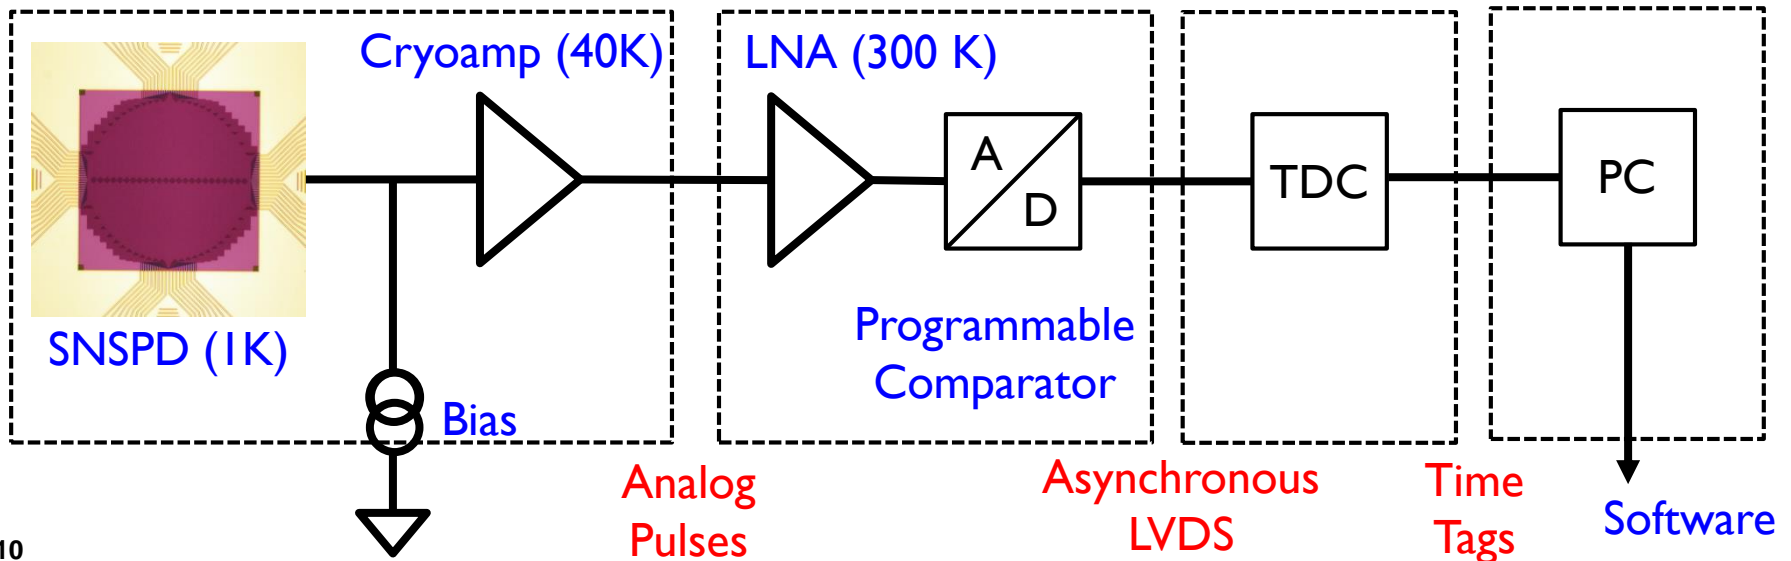 Cryoamp (40K)
LNA (300 K)
A
D
TDC
PC
SNSPD (1K)
Programmable
Comparator
Bias
Analog
Pulses
Asynchronous
LVDS
Time
Tags
Software
10